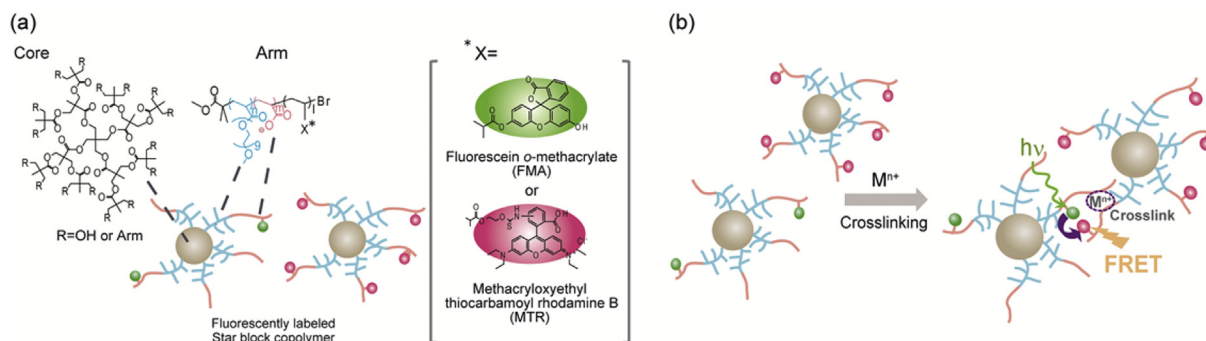 (a)
Core
Arm
* X=
R=OH or Arm
Fluorescently labeled
Star block copolymer
Fluorescein o-methacrylate
(FMA)
or
Methacryloxyethyl
thiocarbamoyl rhodamine B
(MTR)
(b)
Mn+
Crosslinking
hν
Mn+
Crosslink
FRET